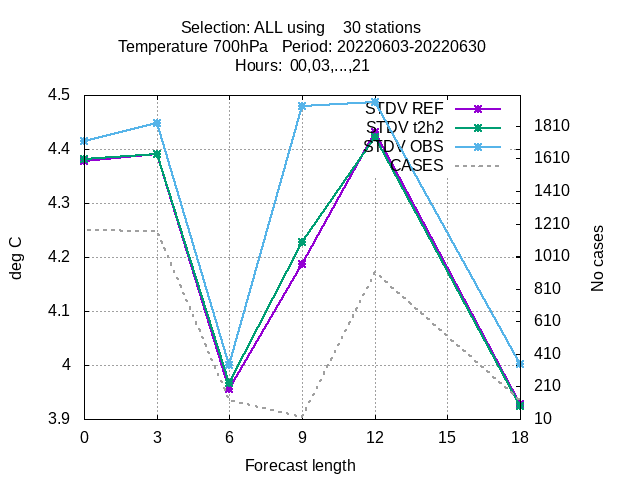 Selection: ALL using 30 stations
Temperature 700hPa Period: 20220603-20220630
Hours: 00,03,...,21
STDV REF
STDV t2h2
STDV OBS
CASES
4.5
4.4
4.3
4.2
4.1
4
3.9
deg C
1810
1610
1410
1210
1010
810
610
410
210
10
No cases
0 3 6 9 12 15 18
Forecast length